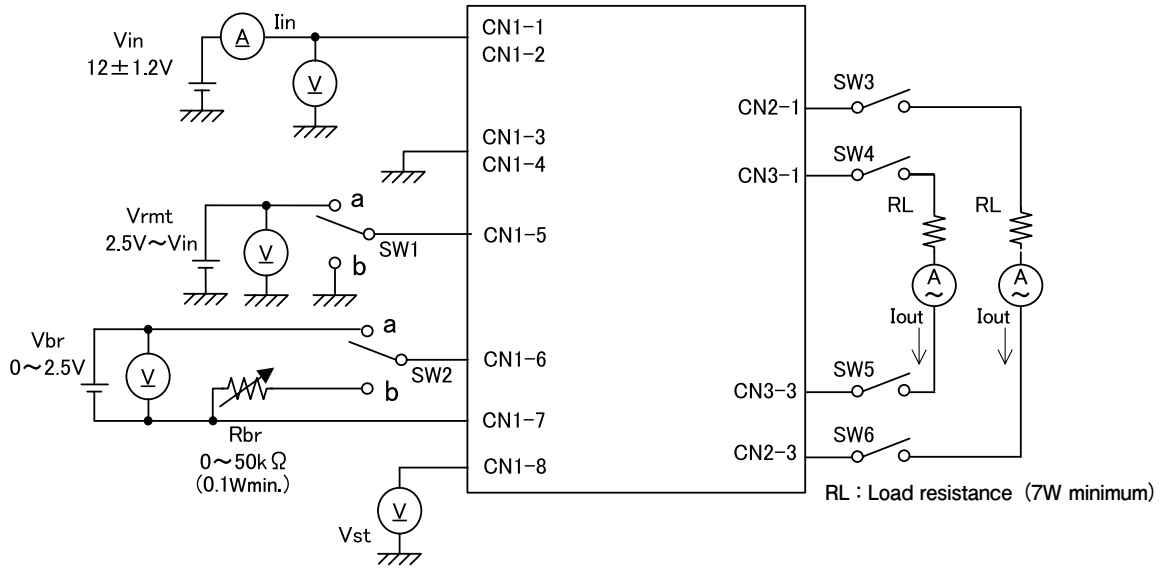 Vin
12±1.2V
A
Iin
V
CN1-1
CN1-2
CN1-3
CN1-4
Vrmt
2.5V～Vin
V
a
b
SW1
CN1-5
Vbr
0～2.5V
V
a
b
SW2
CN1-6
Rbr
0～50kΩ
(0.1Wmin.)
CN1-7
CN1-8
V
Vst
CN2-1
SW3
CN3-1
SW4
RL
RL
A
~
A
~
Iout
Iout
CN3-3
SW5
CN2-3
SW6
RL : Load resistance (7W minimum)